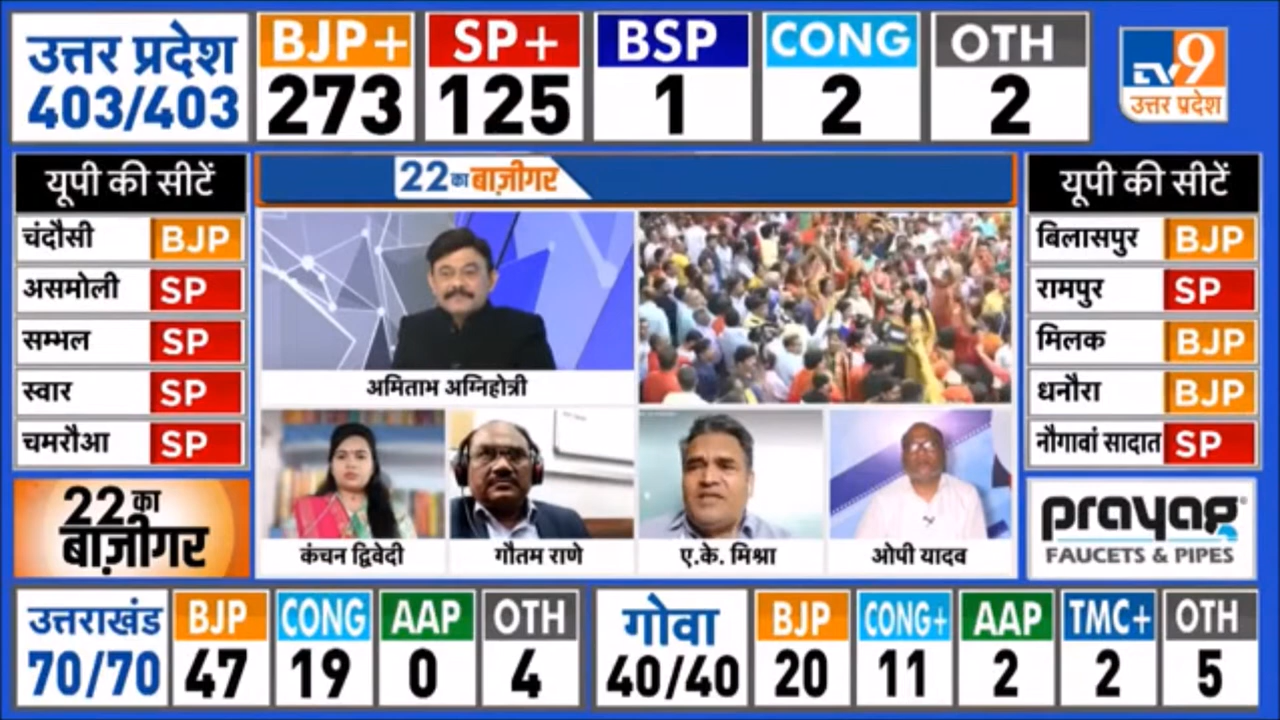 उत्तर प्रदेश
403/403
BJP+
273
SP+
125
BSP
1
CONG
2
OTH
2
TV9
उत्तर प्रदेश
यूपी की सीटें
चंदौसी BJP
असमोली SP
सम्भल SP
स्वार SP
चमरौआ SP
22 का बाज़ीगर
अमिताभ अग्निहोत्री
कंचन द्विवेदी
गौतम राणे
ए.के. मिश्रा
ओपी यादव
यूपी की सीटें
बिलासपुर BJP
रामपुर SP
मिलक BJP
धनौरा BJP
नौगावां सादात SP
22 का
बाज़ीगर
prayag
FAUCETS & PIPES
उत्तराखंड
70/70
BJP
47
CONG
19
AAP
0
OTH
4
गोवा
40/40
BJP
20
CONG+
11
AAP
2
TMC+
2
OTH
5